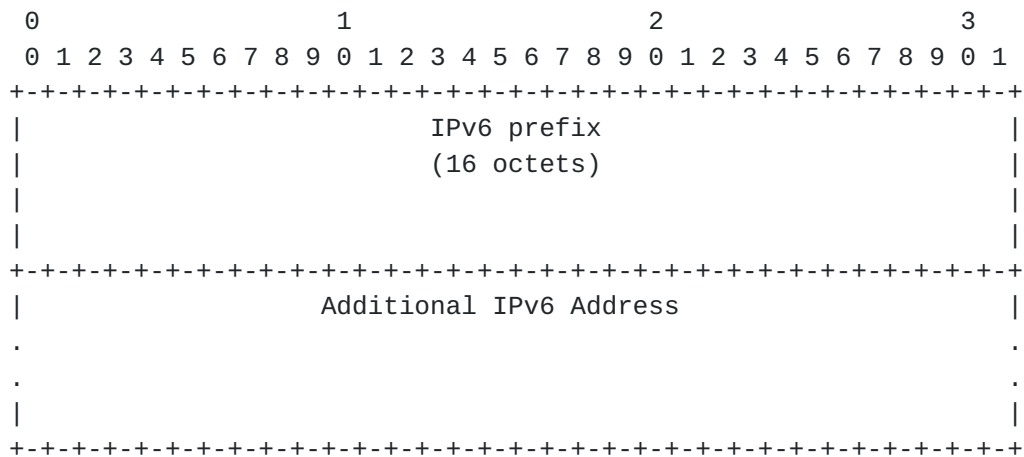 0                   1                   2                   3
0 1 2 3 4 5 6 7 8 9 0 1 2 3 4 5 6 7 8 9 0 1 2 3 4 5 6 7 8 9 0 1
+-+-+-+-+-+-+-+-+-+-+-+-+-+-+-+-+-+-+-+-+-+-+-+-+-+-+-+-+-+-+-+-+
|                          IPv6 prefix                          |
|                          (16 octets)                          |
|                                                               |
|                                                               |
+-+-+-+-+-+-+-+-+-+-+-+-+-+-+-+-+-+-+-+-+-+-+-+-+-+-+-+-+-+-+-+-+
|                   Additional IPv6 Address                     |
.                                                               .
.                                                               .
|                                                               |
+-+-+-+-+-+-+-+-+-+-+-+-+-+-+-+-+-+-+-+-+-+-+-+-+-+-+-+-+-+-+-+-+